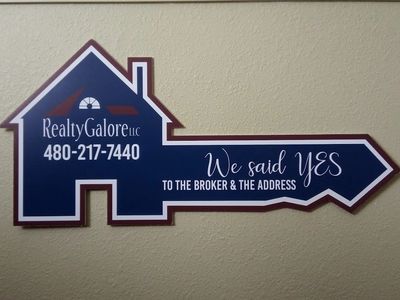 RealtyGalore LLC
480-217-7440
We said YES
TO THE BROKER & THE ADDRESS